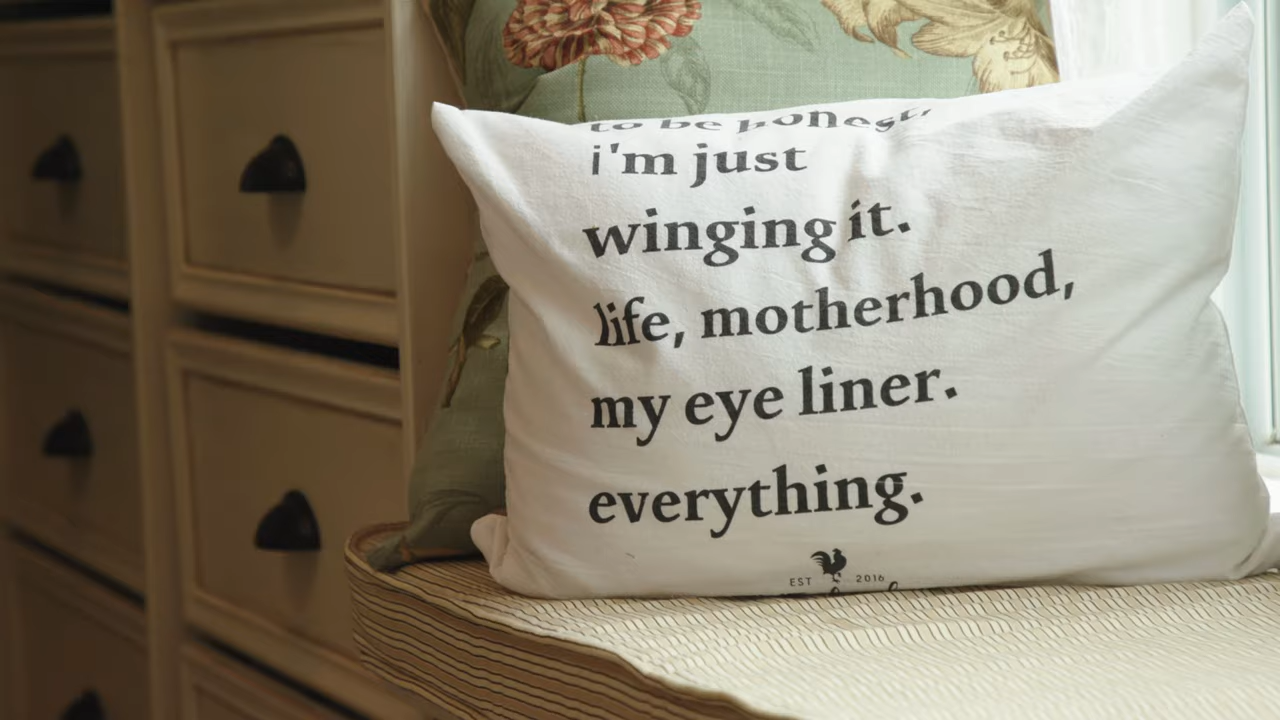 to be honest,
i'm just
winging it.
life, motherhood,
my eye liner.
everything.
EST 2016